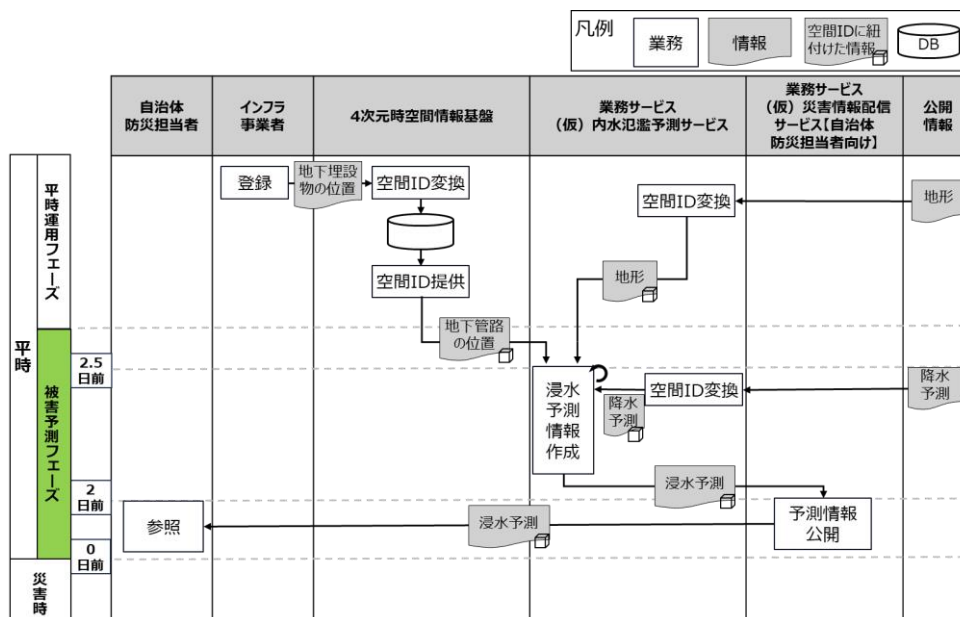 凡例
業務
情報
空間IDに紐
付けた情報
DB
自治体
防災担当者
インフラ
事業者
4次元時空間情報基盤
業務サービス
（仮）内水氾濫予測サービス
業務サービス
（仮）災害情報配信
サービス【自治体
防災担当者向け】
公開
情報
平時
平時運用フェーズ
登録
地下埋設
物の位置
空間ID変換
空間ID変換
地形
空間ID提供
地形
地下管路
の位置
被害予測フェーズ
2.5
日前
浸水
予測
情報
作成
降水
予測
空間ID変換
降水
予測
2
日前
浸水予測
参照
浸水予測
予測情報
公開
0
日前
災害時